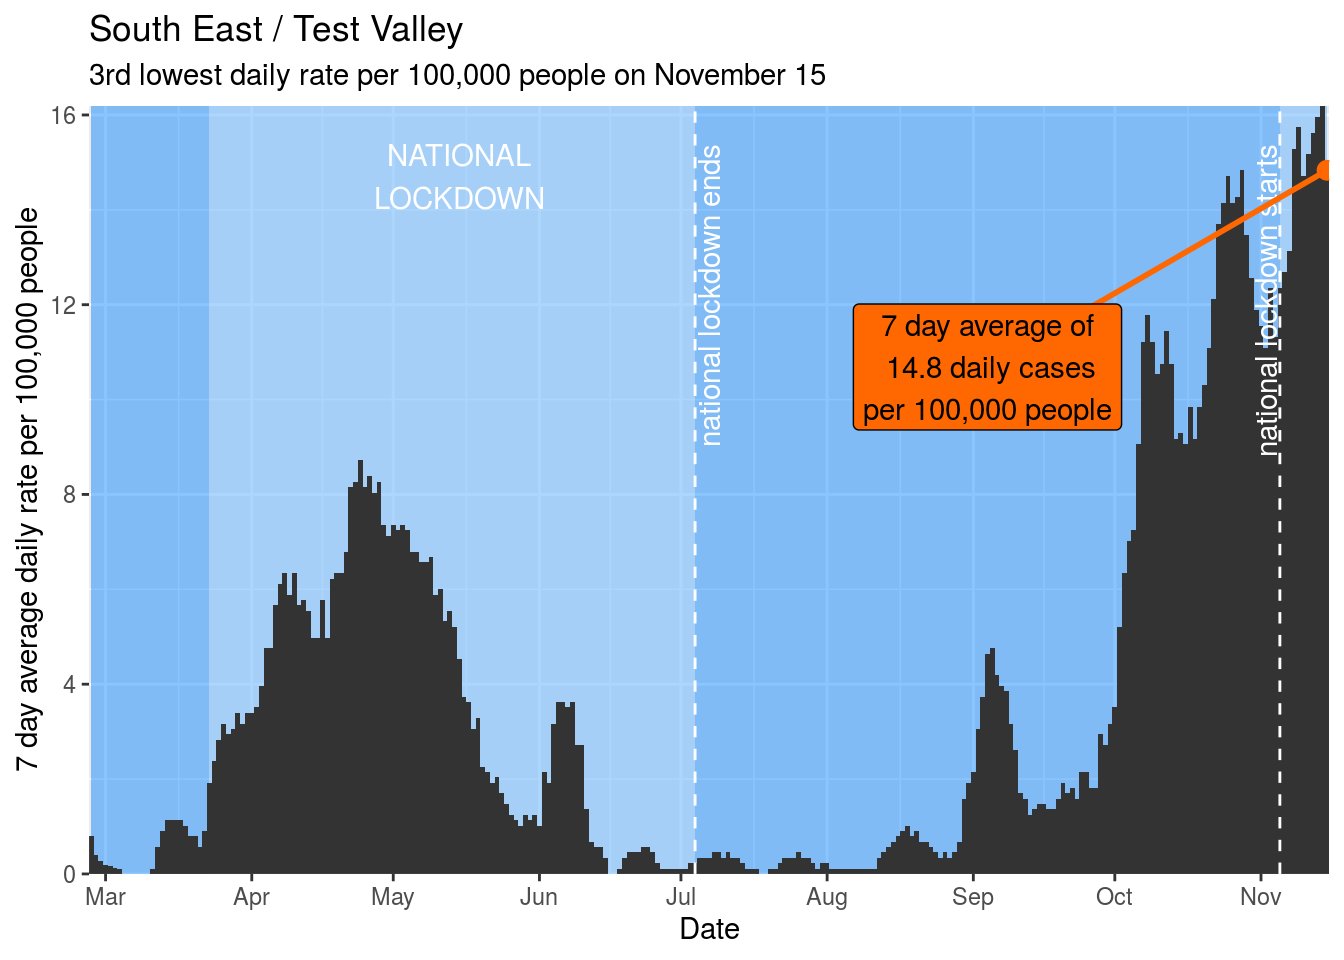 South East / Test Valley
3rd lowest daily rate per 100,000 people on November 15
7 day average daily rate per 100,000 people
16
12
8
4
0
NATIONAL
LOCKDOWN
national lockdown ends
7 day average of
14.8 daily cases
per 100,000 people
national lockdown starts
Mar Apr May Jun Jul Aug Sep Oct Nov
Date